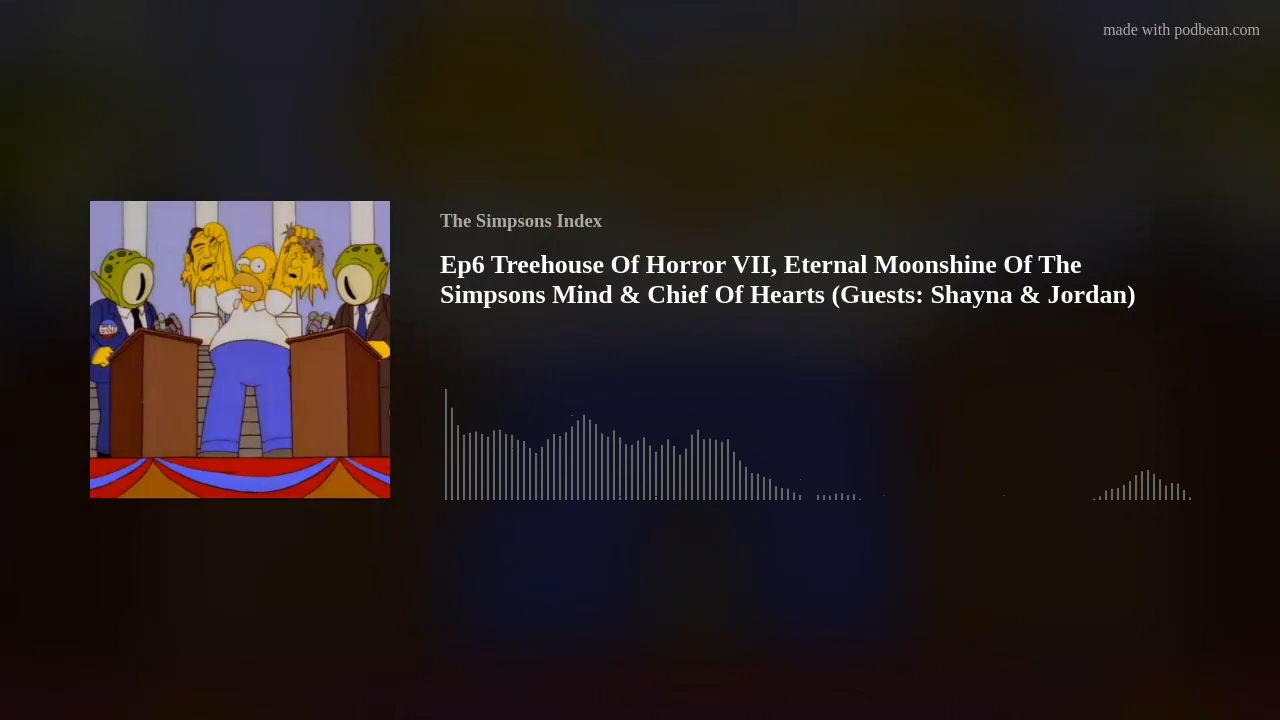 made with podbean.com
The Simpsons Index
Ep6 Treehouse Of Horror VII, Eternal Moonshine Of The
Simpsons Mind & Chief Of Hearts (Guests: Shayna & Jordan)